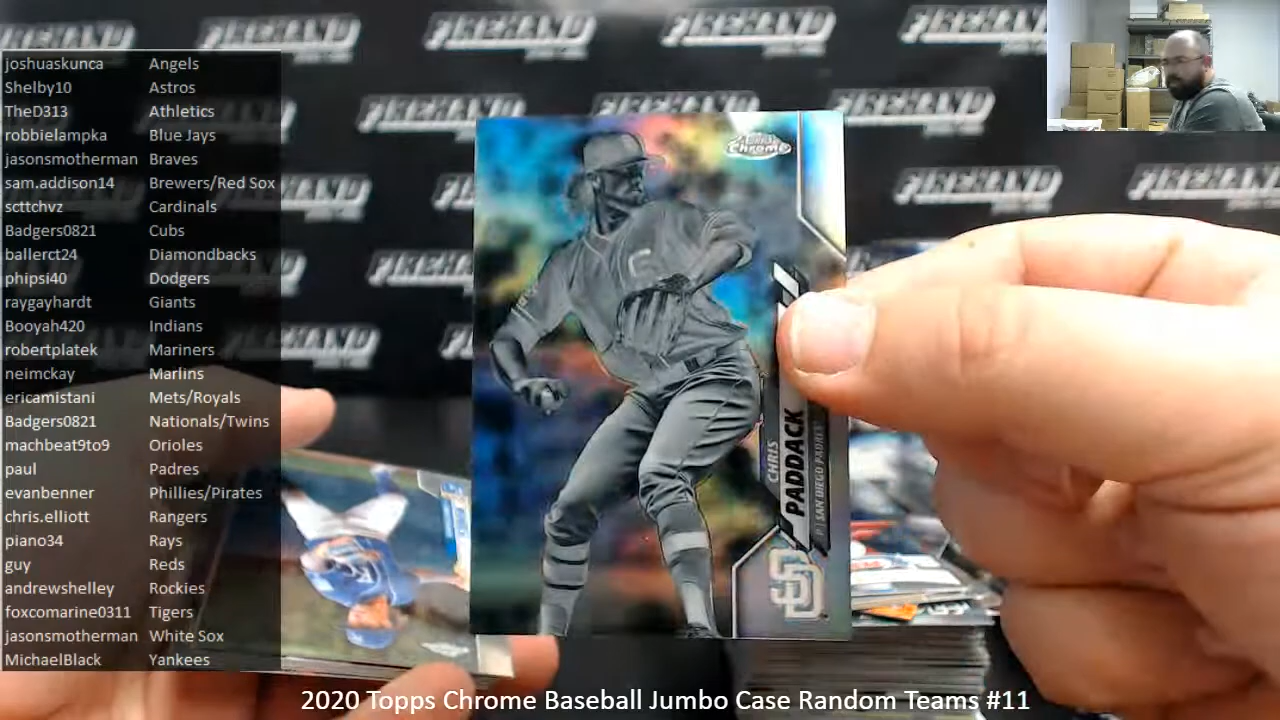 FIREHAND
FIREHAND
FIREHAND
FIREHAND
joshuaskunca Angels
Shelby10 Astros
TheD313 Athletics
robbielampka Blue Jays
jasonsmotherman Braves
sam.addison14 Brewers/Red Sox
scttchvz Cardinals
Badgers0821 Cubs
ballerct24 Diamondbacks
phipsi40 Dodgers
raygayhardt Giants
Booyah420 Indians
robertplatek Mariners
neimckay Marlins
ericamistani Mets/Royals
Badgers0821 Nationals/Twins
machbeat9to9 Orioles
paul Padres
evanbenner Phillies/Pirates
chris.elliott Rangers
piano34 Rays
guy Reds
andrewshelley Rockies
foxcomarine0311 Tigers
jasonsmotherman White Sox
MichaelBlack Yankees
Topps
Chrome
CHRIS
PADDACK
P | SAN DIEGO PADRES
SD
2020 Topps Chrome Baseball Jumbo Case Random Teams #11